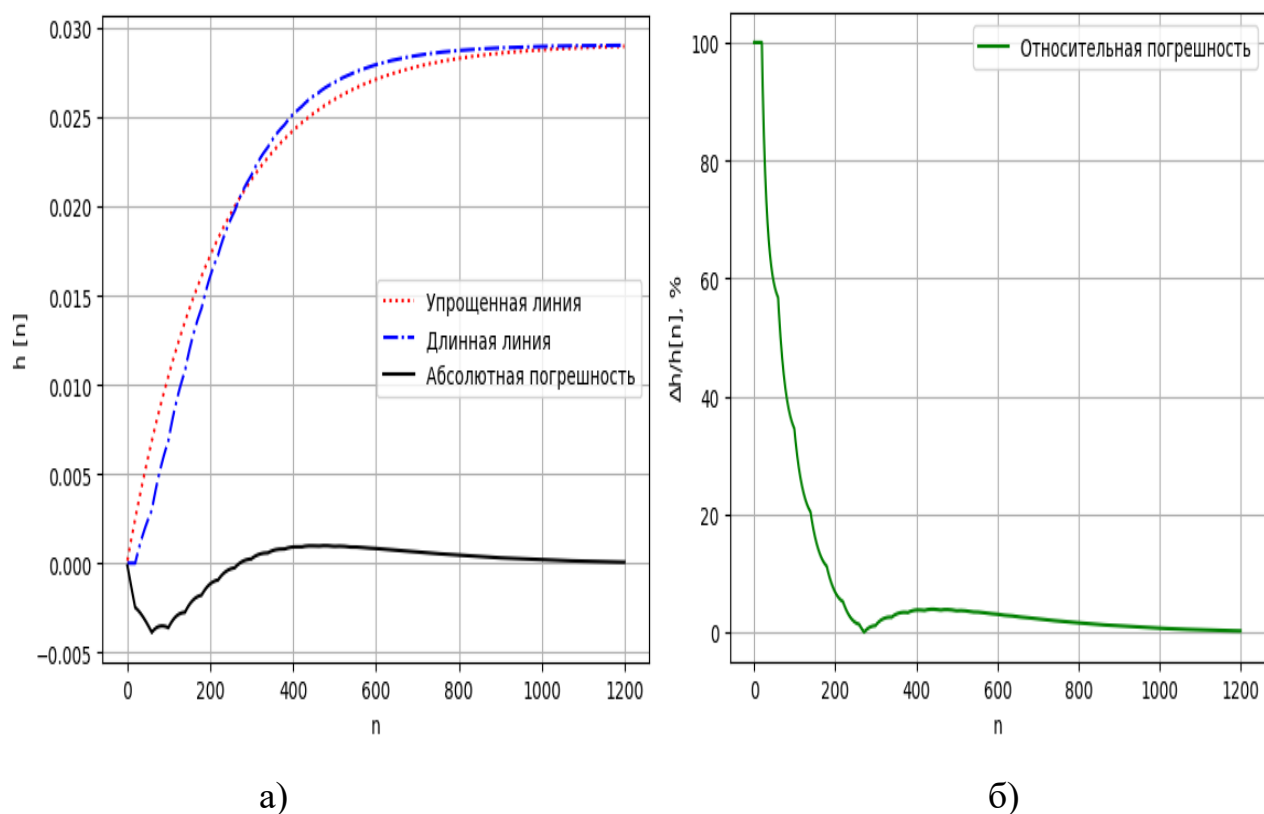 0.030
0.025
0.020
0.015
0.010
0.005
0.000
−0.005
h [n]
Упрощенная линия
Длинная линия
Абсолютная погрешность
0 200 400 600 800 1000 1200
n
100
80
60
40
20
0
Δh/h[n], %
Относительная погрешность
0 200 400 600 800 1000 1200
n
а) б)